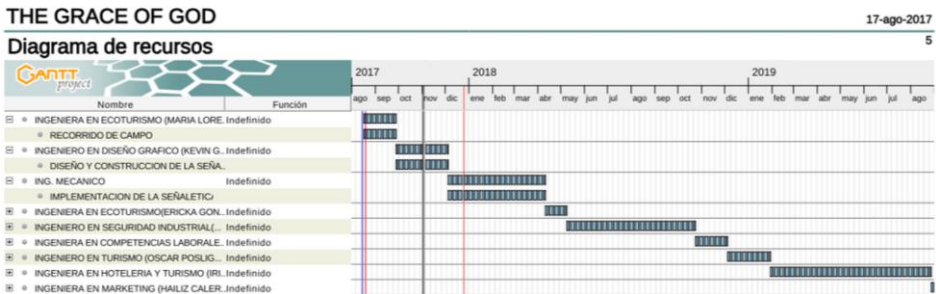 THE GRACE OF GOD
17-ago-2017
Diagrama de recursos
5
GANTT project
2017 2018 2019
ago sep oct nov dic ene feb mar abr may jun jul ago sep oct nov dic ene feb mar abr may jun jul ago
Nombre Función
INGENIERA EN ECOTURISMO (MARIA LORE. Indefinido
RECORRIDO DE CAMPO
INGENIERO EN DISEÑO GRAFICO (KEVIN G.. Indefinido
DISEÑO Y CONSTRUCCION DE LA SEÑA..
ING. MECANICO Indefinido
IMPLEMENTACION DE LA SEÑALETICA
INGENIERA EN ECOTURISMO(ERICKA GON.. Indefinido
INGENIERO EN SEGURIDAD INDUSTRIAL(... Indefinido
INGENIERA EN COMPETENCIAS LABORALE.. Indefinido
INGENIERO EN TURISMO (OSCAR POSLIG... Indefinido
INGENIERA EN HOTELERIA Y TURISMO (IRI.. Indefinido
INGENIERA EN MARKETING (HAILIZ CALER.. Indefinido